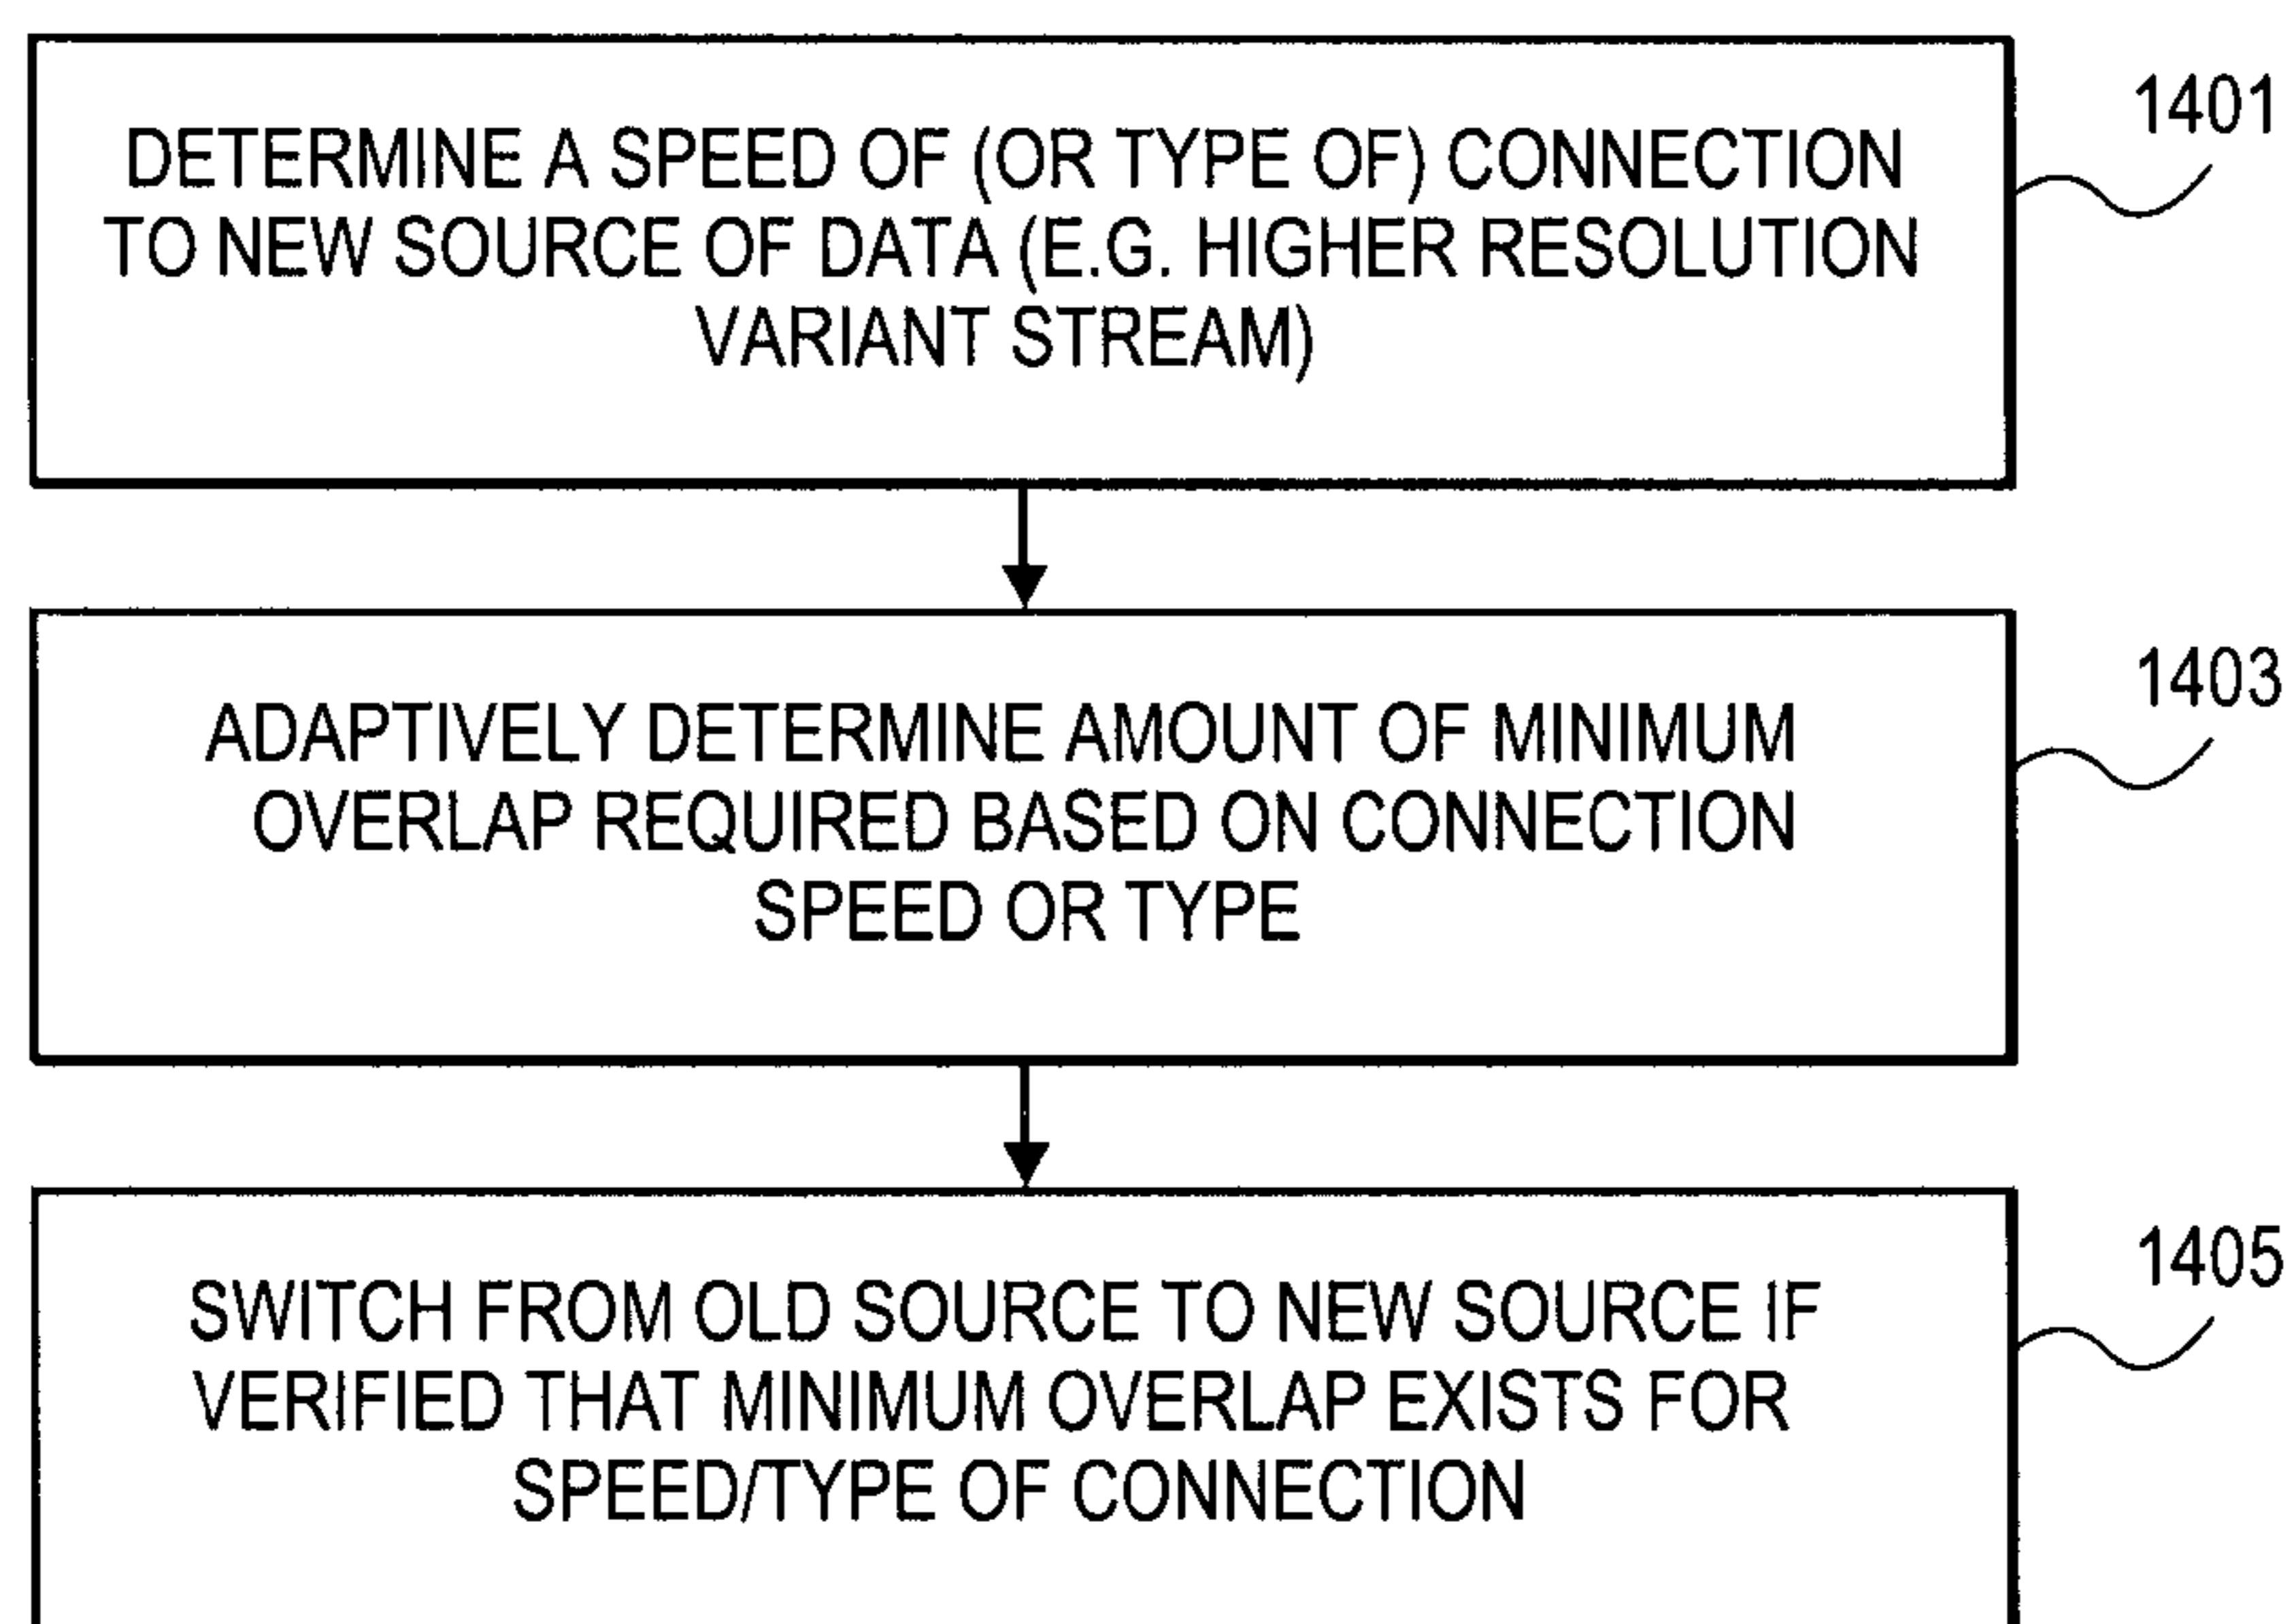 1401
DETERMINE A SPEED OF (OR TYPE OF) CONNECTION
TO NEW SOURCE OF DATA (E.G. HIGHER RESOLUTION
VARIANT STREAM)
1403
ADAPTIVELY DETERMINE AMOUNT OF MINIMUM
OVERLAP REQUIRED BASED ON CONNECTION
SPEED OR TYPE
1405
SWITCH FROM OLD SOURCE TO NEW SOURCE IF
VERIFIED THAT MINIMUM OVERLAP EXISTS FOR
SPEED/TYPE OF CONNECTION